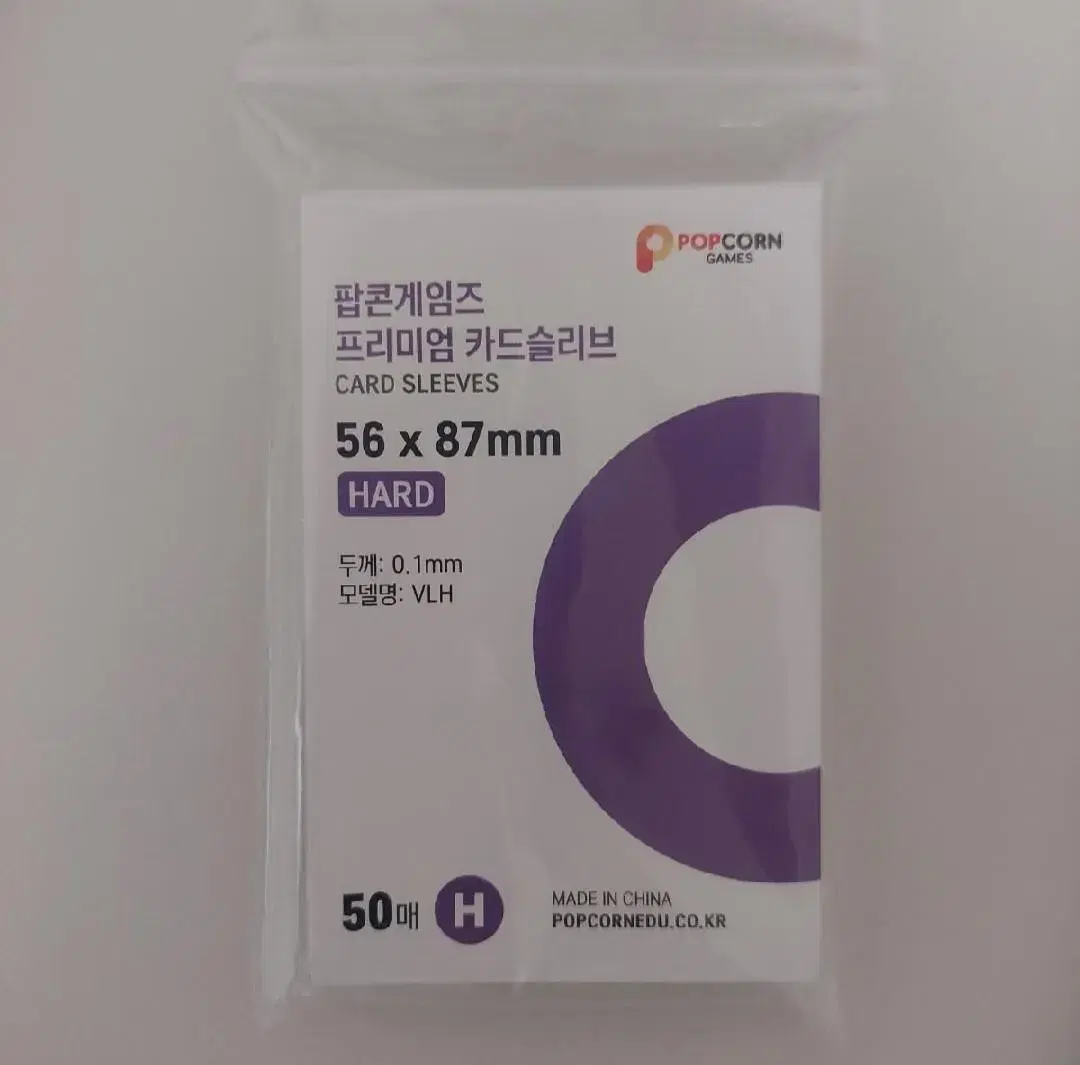 POPCORN
GAMES
팝콘게임즈
프리미엄 카드슬리브
CARD SLEEVES
56 x 87mm
HARD
두께: 0.1mm
모델명: VLH
50매 H
MADE IN CHINA
POPCORNEDU.CO.KR